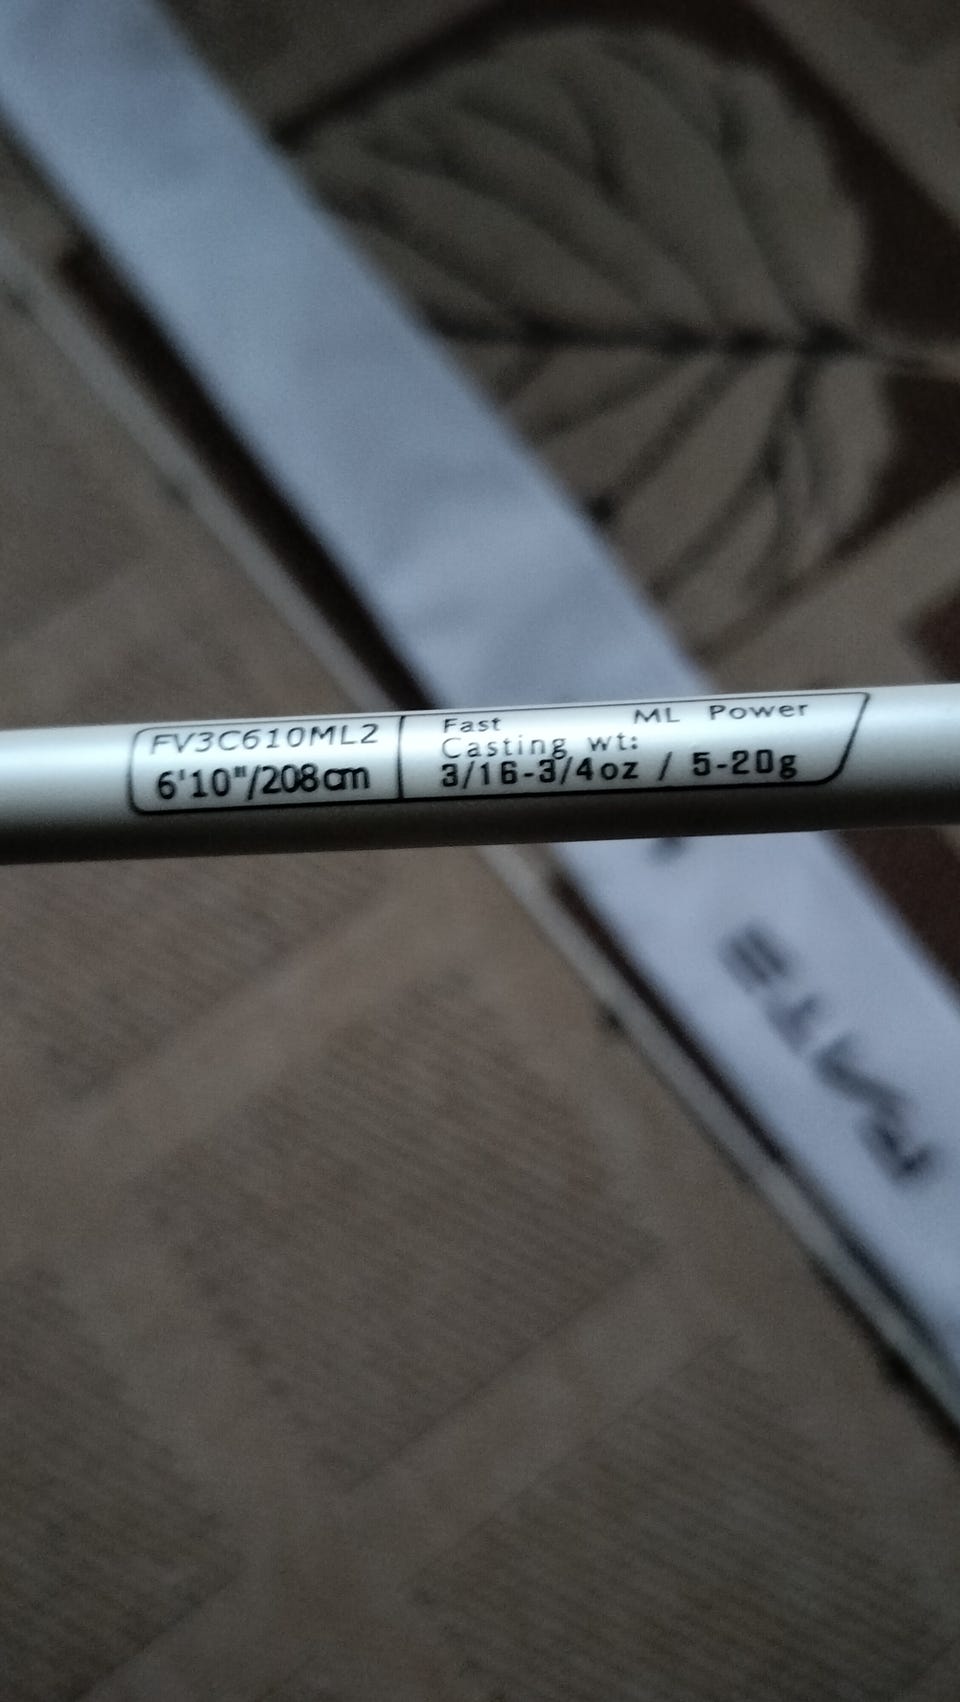 FV3C610ML2
6'10"/208cm
Fast ML Power
Casting wt:
3/16-3/4oz / 5-20g